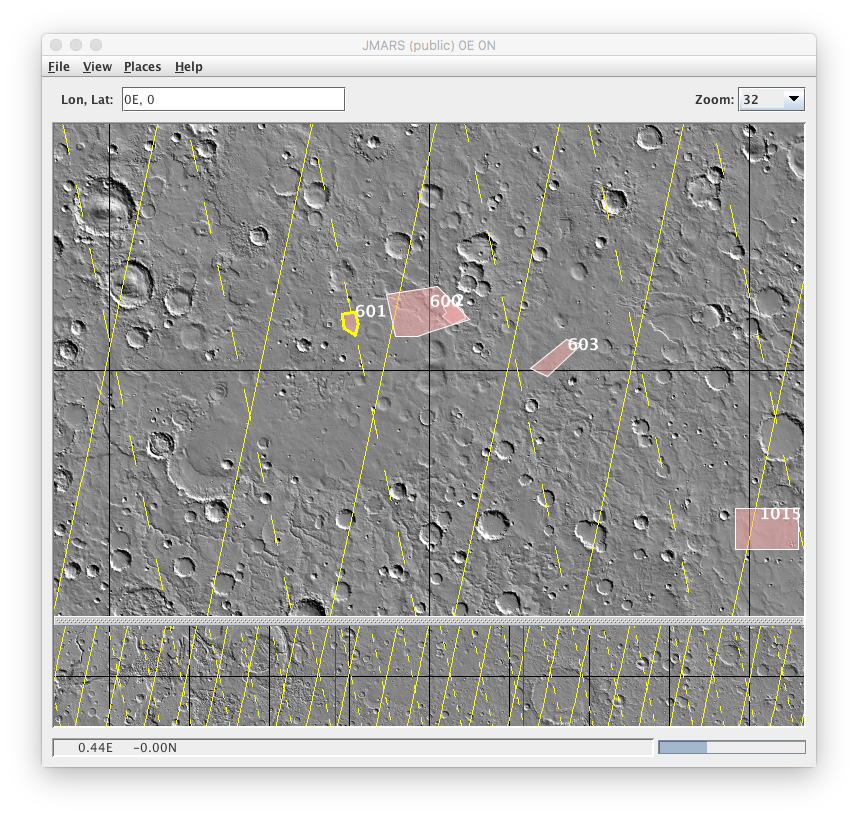 JMARS (public) 0E 0N
File View Places Help
Lon, Lat: 0E, 0 Zoom: 32
600
601
603
1015
0.44E -0.00N